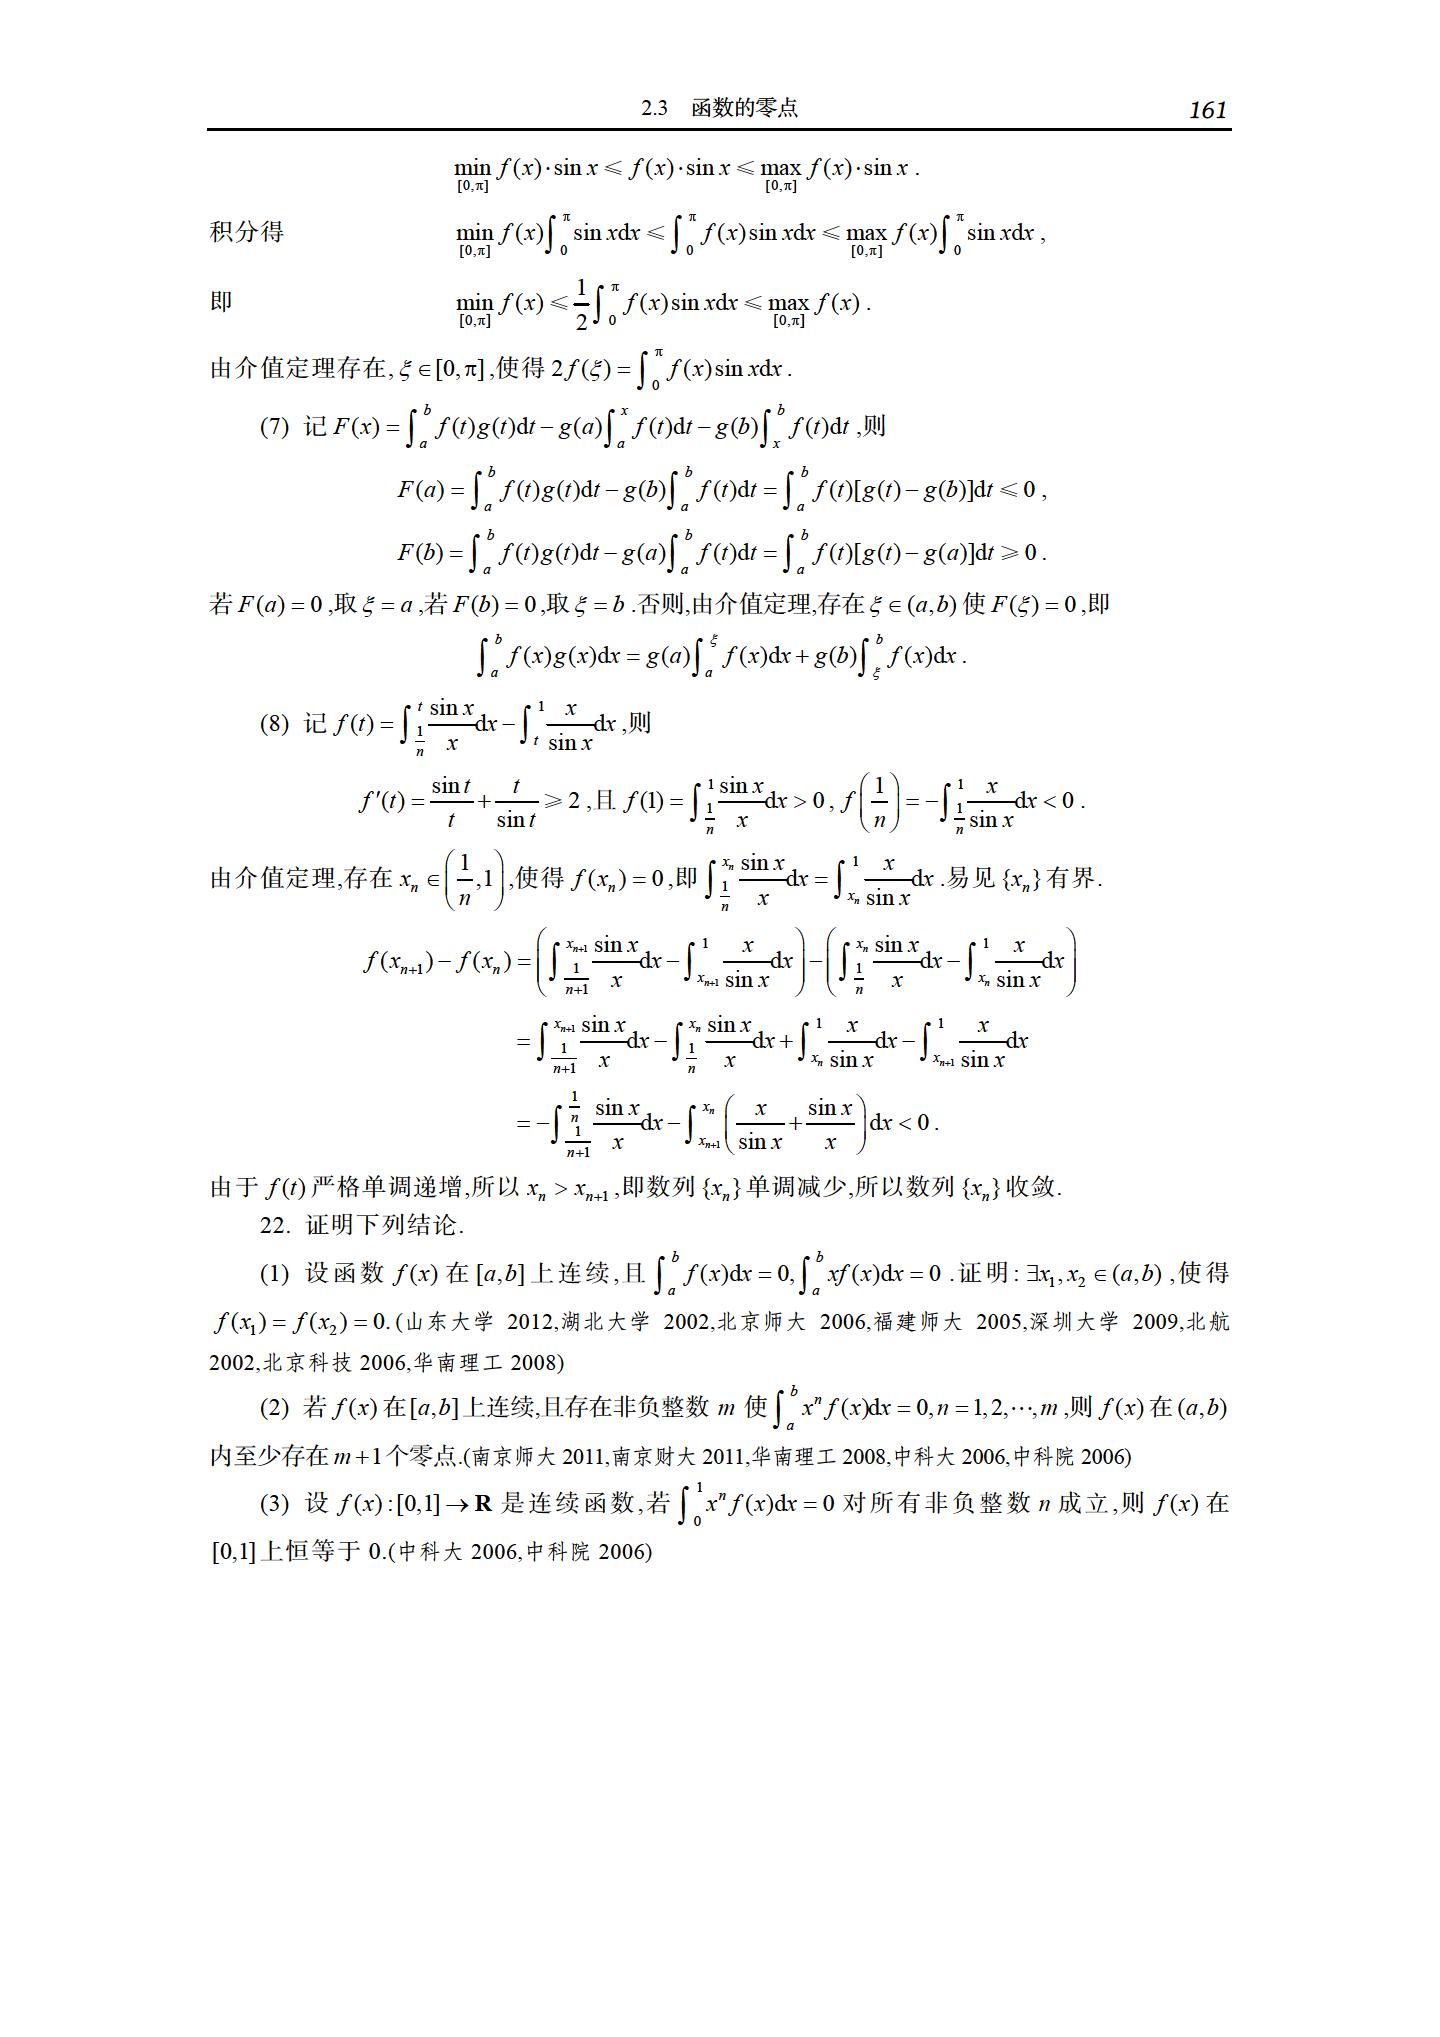 2.3 函数的零点 161
$\min\limits_{[0,\pi]} f(x)\cdot\sin x \leqslant f(x)\cdot\sin x \leqslant \max\limits_{[0,\pi]} f(x)\cdot\sin x$ .
积分得 $\min\limits_{[0,\pi]} f(x)\int_0^{\pi}\sin x\mathrm{d}x \leqslant \int_0^{\pi} f(x)\sin x\mathrm{d}x \leqslant \max\limits_{[0,\pi]} f(x)\int_0^{\pi}\sin x\mathrm{d}x$ ,
即 $\min\limits_{[0,\pi]} f(x) \leqslant \frac{1}{2}\int_0^{\pi} f(x)\sin x\mathrm{d}x \leqslant \max\limits_{[0,\pi]} f(x)$ .
由介值定理存在, $\xi\in[0,\pi]$ ,使得 $2f(\xi)=\int_0^{\pi} f(x)\sin x\mathrm{d}x$ .
(7) 记 $F(x)=\int_a^b f(t)g(t)\mathrm{d}t-g(a)\int_a^x f(t)\mathrm{d}t-g(b)\int_x^b f(t)\mathrm{d}t$ ,则
$F(a)=\int_a^b f(t)g(t)\mathrm{d}t-g(b)\int_a^b f(t)\mathrm{d}t=\int_a^b f(t)[g(t)-g(b)]\mathrm{d}t\leqslant 0$ ,
$F(b)=\int_a^b f(t)g(t)\mathrm{d}t-g(a)\int_a^b f(t)\mathrm{d}t=\int_a^b f(t)[g(t)-g(a)]\mathrm{d}t\geqslant 0$ .
若 $F(a)=0$ ,取 $\xi=a$ ,若 $F(b)=0$ ,取 $\xi=b$ .否则,由介值定理,存在 $\xi\in(a,b)$ 使 $F(\xi)=0$ ,即
$\int_a^b f(x)g(x)\mathrm{d}x=g(a)\int_a^{\xi} f(x)\mathrm{d}x+g(b)\int_{\xi}^b f(x)\mathrm{d}x$ .
(8) 记 $f(t)=\int_{\frac{1}{n}}^t\frac{\sin x}{x}\mathrm{d}x-\int_t^1\frac{x}{\sin x}\mathrm{d}x$ ,则
$f'(t)=\frac{\sin t}{t}+\frac{t}{\sin t}\geqslant 2$ ,且 $f(1)=\int_{\frac{1}{n}}^1\frac{\sin x}{x}\mathrm{d}x>0, f\left(\frac{1}{n}\right)=-\int_{\frac{1}{n}}^1\frac{x}{\sin x}\mathrm{d}x<0$ .
由介值定理,存在 $x_n\in\left(\frac{1}{n},1\right)$ ,使得 $f(x_n)=0$ ,即 $\int_{\frac{1}{n}}^{x_n}\frac{\sin x}{x}\mathrm{d}x=\int_{x_n}^1\frac{x}{\sin x}\mathrm{d}x$ .易见 $\{x_n\}$ 有界.
$f(x_{n+1})-f(x_n)=\left(\int_{\frac{1}{n+1}}^{x_{n+1}}\frac{\sin x}{x}\mathrm{d}x-\int_{x_{n+1}}^1\frac{x}{\sin x}\mathrm{d}x\right)-\left(\int_{\frac{1}{n}}^{x_n}\frac{\sin x}{x}\mathrm{d}x-\int_{x_n}^1\frac{x}{\sin x}\mathrm{d}x\right)$
$=\int_{\frac{1}{n+1}}^{x_{n+1}}\frac{\sin x}{x}\mathrm{d}x-\int_{\frac{1}{n}}^{x_n}\frac{\sin x}{x}\mathrm{d}x+\int_{x_n}^1\frac{x}{\sin x}\mathrm{d}x-\int_{x_{n+1}}^1\frac{x}{\sin x}\mathrm{d}x$
$=-\int_{\frac{1}{n+1}}^{\frac{1}{n}}\frac{\sin x}{x}\mathrm{d}x-\int_{x_{n+1}}^{x_n}\left(\frac{x}{\sin x}+\frac{\sin x}{x}\right)\mathrm{d}x<0$ .
由于 $f(t)$ 严格单调递增,所以 $x_n>x_{n+1}$ ,即数列 $\{x_n\}$ 单调减少,所以数列 $\{x_n\}$ 收敛.
22. 证明下列结论.
(1) 设函数 $f(x)$ 在 $[a,b]$ 上连续,且 $\int_a^b f(x)\mathrm{d}x=0,\int_a^b xf(x)\mathrm{d}x=0$ .证明: $\exists x_1,x_2\in(a,b)$ ,使得
$f(x_1)=f(x_2)=0.$ (山东大学 2012,湖北大学 2002,北京师大 2006,福建师大 2005,深圳大学 2009,北航
2002,北京科技 2006,华南理工 2008)
(2) 若 $f(x)$ 在 $[a,b]$ 上连续,且存在非负整数 $m$ 使 $\int_a^b x^n f(x)\mathrm{d}x=0,n=1,2,\cdots,m$ ,则 $f(x)$ 在 $(a,b)$
内至少存在 $m+1$ 个零点.(南京师大 2011,南京财大 2011,华南理工 2008,中科大 2006,中科院 2006)
(3) 设 $f(x):[0,1]\to\mathbf{R}$ 是连续函数,若 $\int_0^1 x^n f(x)\mathrm{d}x=0$ 对所有非负整数 $n$ 成立,则 $f(x)$ 在
$[0,1]$ 上恒等于 0.(中科大 2006,中科院 2006)